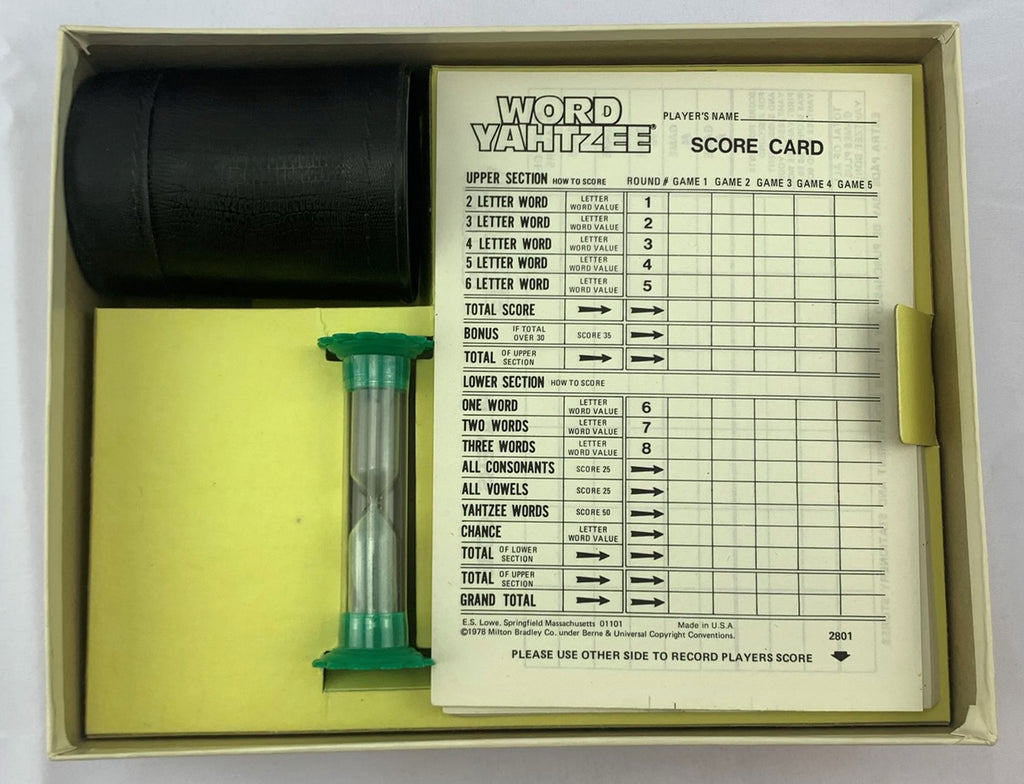 WORD
YAHTZEE®
PLAYER'S NAME
SCORE CARD
UPPER SECTION HOW TO SCORE ROUND # GAME 1 GAME 2 GAME 3 GAME 4 GAME 5
2 LETTER WORD LETTER WORD VALUE 1
3 LETTER WORD LETTER WORD VALUE 2
4 LETTER WORD LETTER WORD VALUE 3
5 LETTER WORD LETTER WORD VALUE 4
6 LETTER WORD LETTER WORD VALUE 5
TOTAL SCORE
BONUS IF TOTAL OVER 30 SCORE 35
TOTAL OF UPPER SECTION
LOWER SECTION HOW TO SCORE
ONE WORD LETTER WORD VALUE 6
TWO WORDS LETTER WORD VALUE 7
THREE WORDS LETTER WORD VALUE 8
ALL CONSONANTS SCORE 25
ALL VOWELS SCORE 25
YAHTZEE WORDS SCORE 50
CHANCE LETTER WORD VALUE
TOTAL OF LOWER SECTION
TOTAL OF UPPER SECTION
GRAND TOTAL
E.S. Lowe, Springfield Massachusetts 01101 Made in U.S.A
©1978 Milton Bradley Co. under Berne & Universal Copyright Conventions.
2801
PLEASE USE OTHER SIDE TO RECORD PLAYERS SCORE